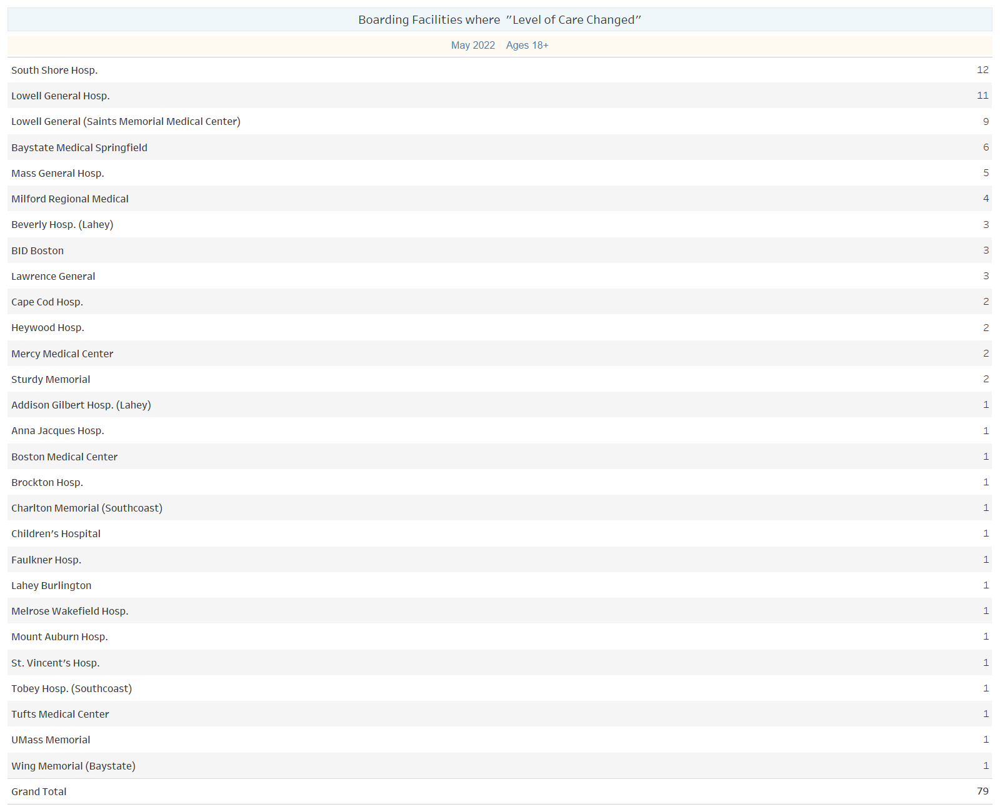 Boarding Facilities where "Level of Care Changed"
May 2022 Ages 18+
South Shore Hosp. 12
Lowell General Hosp. 11
Lowell General (Saints Memorial Medical Center) 9
Baystate Medical Springfield 6
Mass General Hosp. 5
Milford Regional Medical 4
Beverly Hosp. (Lahey) 3
BID Boston 3
Lawrence General 3
Cape Cod Hosp. 2
Heywood Hosp. 2
Mercy Medical Center 2
Sturdy Memorial 2
Addison Gilbert Hosp. (Lahey) 1
Anna Jacques Hosp. 1
Boston Medical Center 1
Brockton Hosp. 1
Charlton Memorial (Southcoast) 1
Children's Hospital 1
Faulkner Hosp. 1
Lahey Burlington 1
Melrose Wakefield Hosp. 1
Mount Auburn Hosp. 1
St. Vincent's Hosp. 1
Tobey Hosp. (Southcoast) 1
Tufts Medical Center 1
UMass Memorial 1
Wing Memorial (Baystate) 1
Grand Total 79